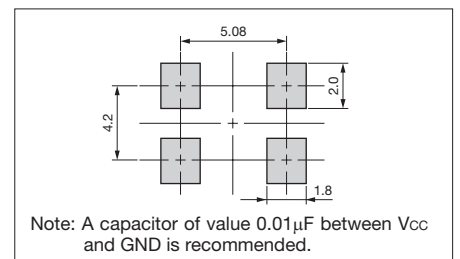 5.08
2.0
4.2
1.8
Note: A capacitor of value 0.01μF between Vcc
and GND is recommended.